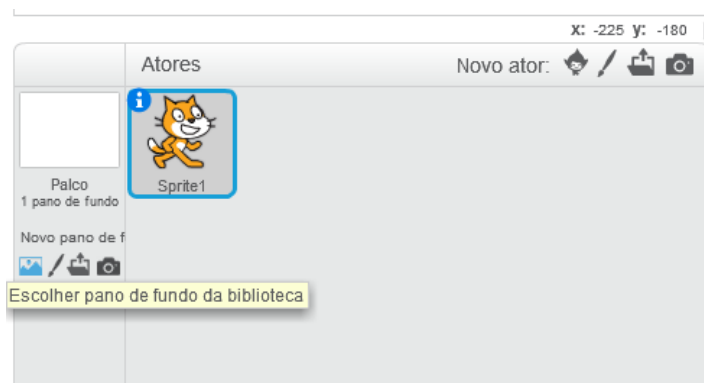 x: -225 y: -180
Atores
Novo ator:
Sprite1
Palco
1 pano de fundo
Novo pano de f
Escolher pano de fundo da biblioteca